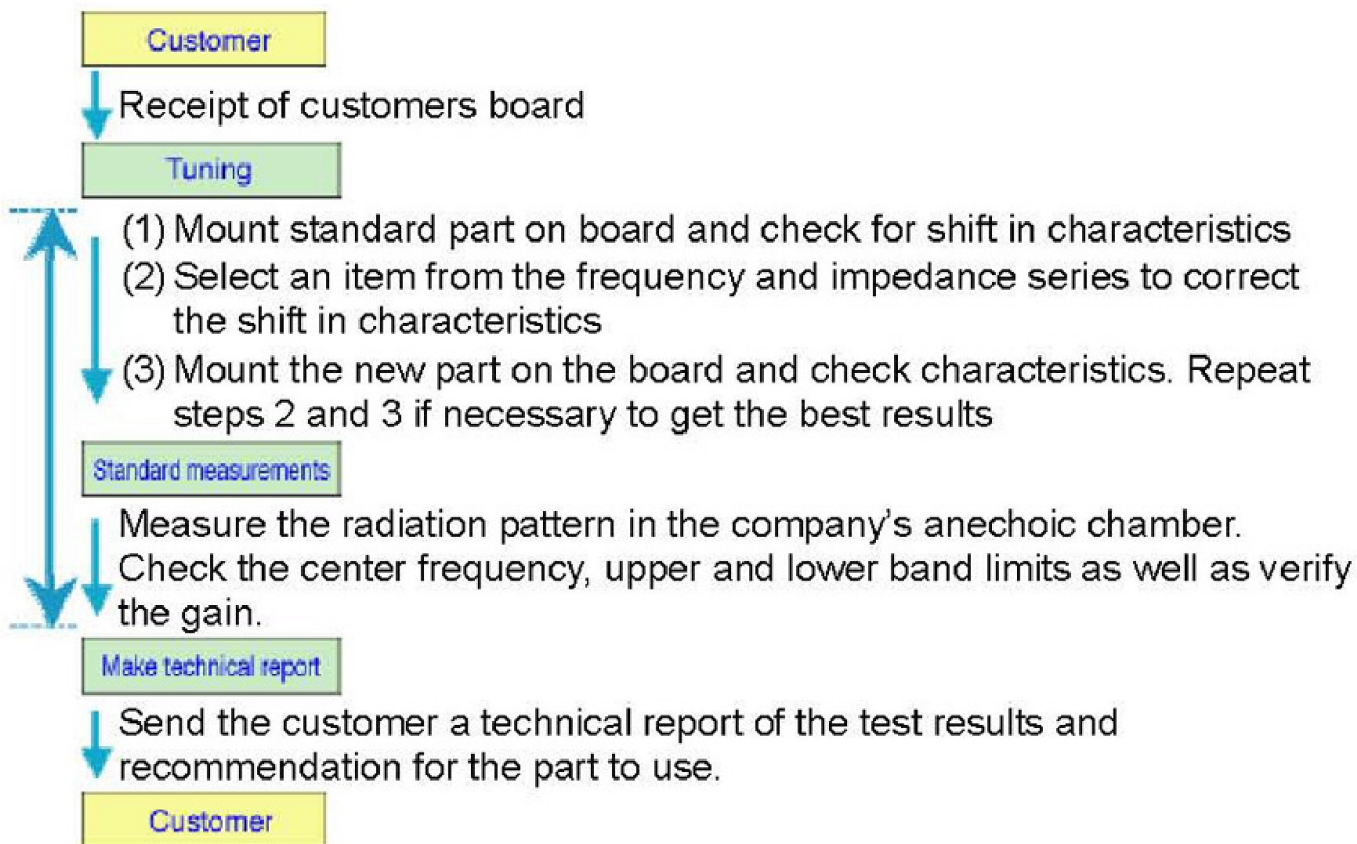 Customer
Receipt of customers board
Tuning
(1) Mount standard part on board and check for shift in characteristics
(2) Select an item from the frequency and impedance series to correct
the shift in characteristics
(3) Mount the new part on the board and check characteristics. Repeat
steps 2 and 3 if necessary to get the best results
Standard measurements
Measure the radiation pattern in the company's anechoic chamber.
Check the center frequency, upper and lower band limits as well as verify
the gain.
Make technical report
Send the customer a technical report of the test results and
recommendation for the part to use.
Customer